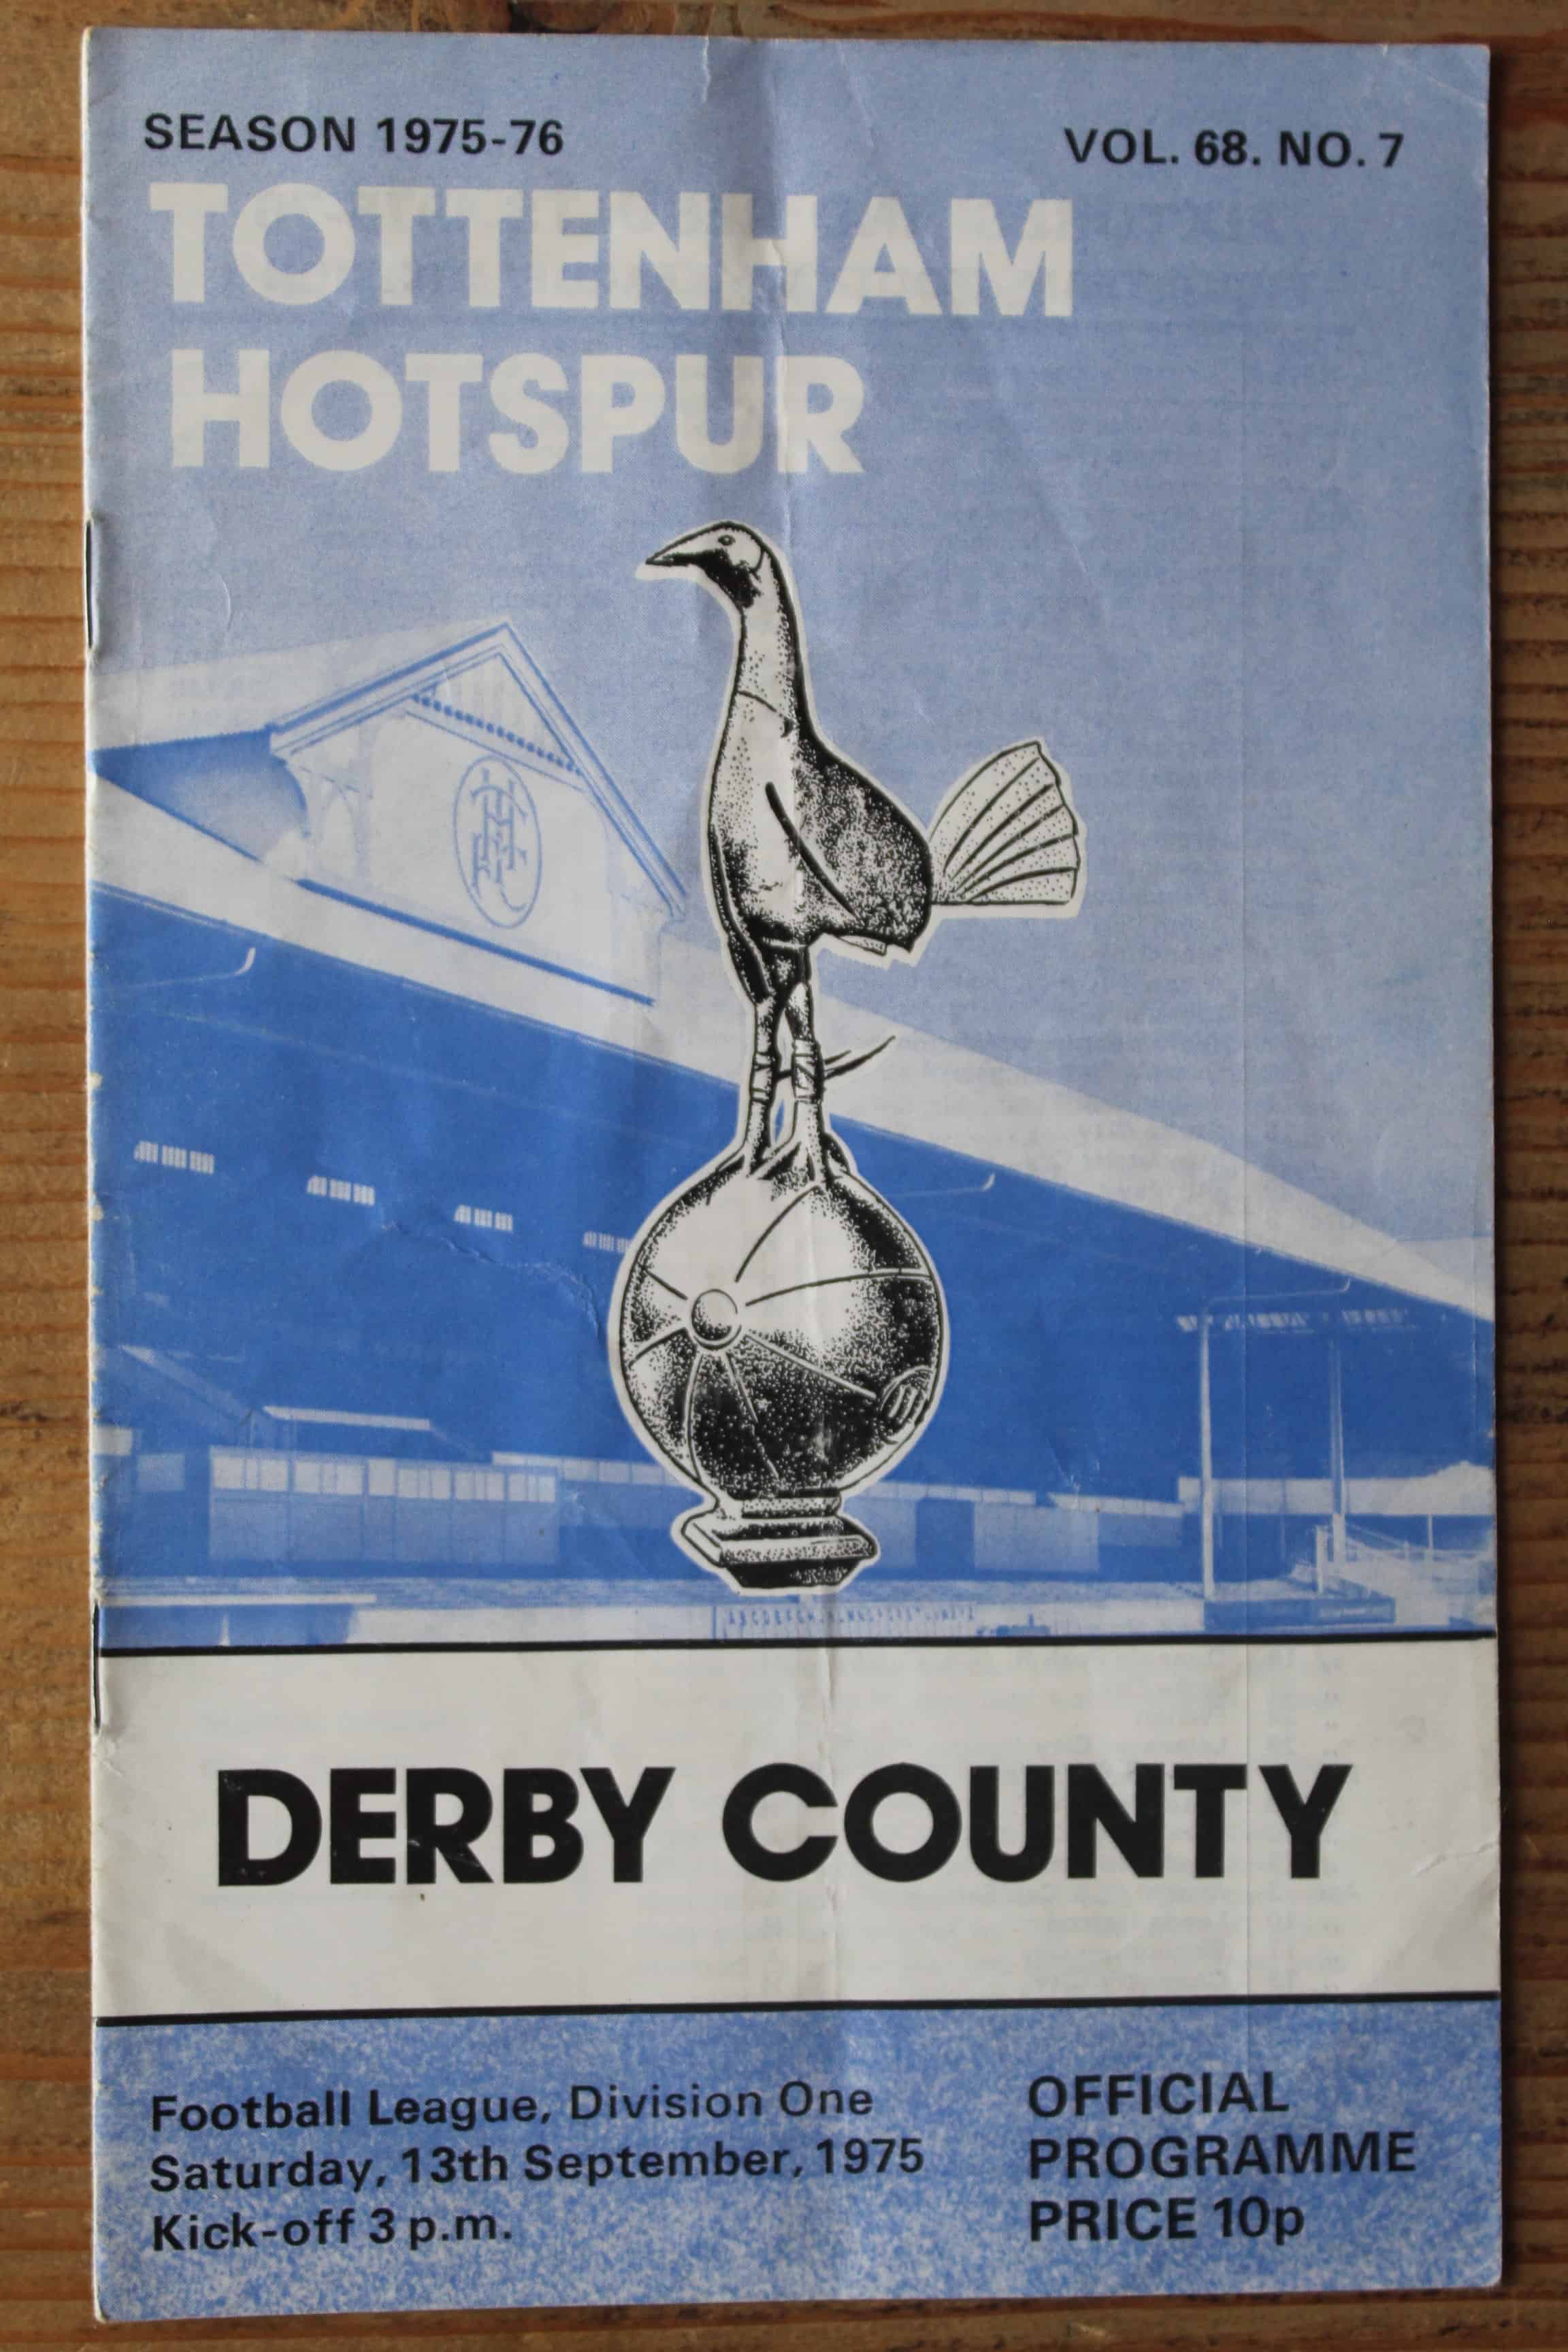 SEASON 1975-76
VOL. 68. NO. 7
TOTTENHAM
HOTSPUR
DERBY COUNTY
Football League, Division One
Saturday, 13th September, 1975
Kick-off 3 p.m.
OFFICIAL
PROGRAMME
PRICE 10p